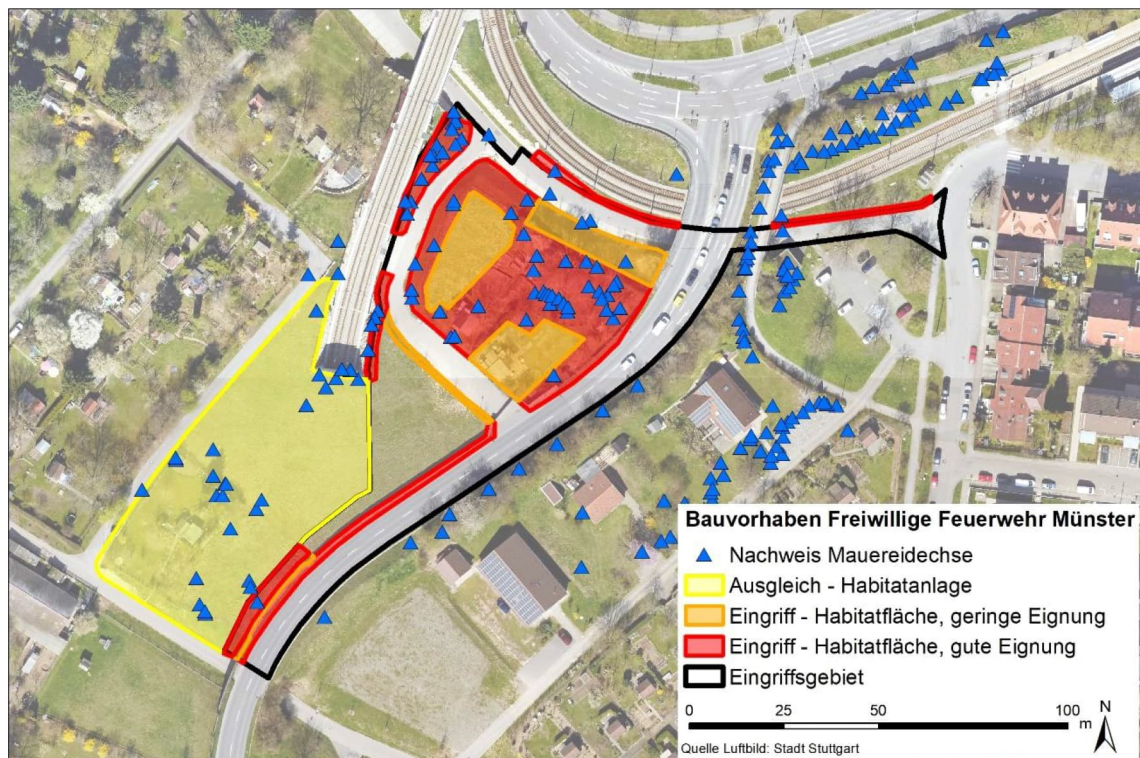 Bauvorhaben Freiwillige Feuerwehr Münster
Nachweis Mauereidechse
Ausgleich - Habitatanlage
Eingriff - Habitatfläche, geringe Eignung
Eingriff - Habitatfläche, gute Eignung
Eingriffsgebiet
0 25 50 100
m
N
Quelle Luftbild: Stadt Stuttgart